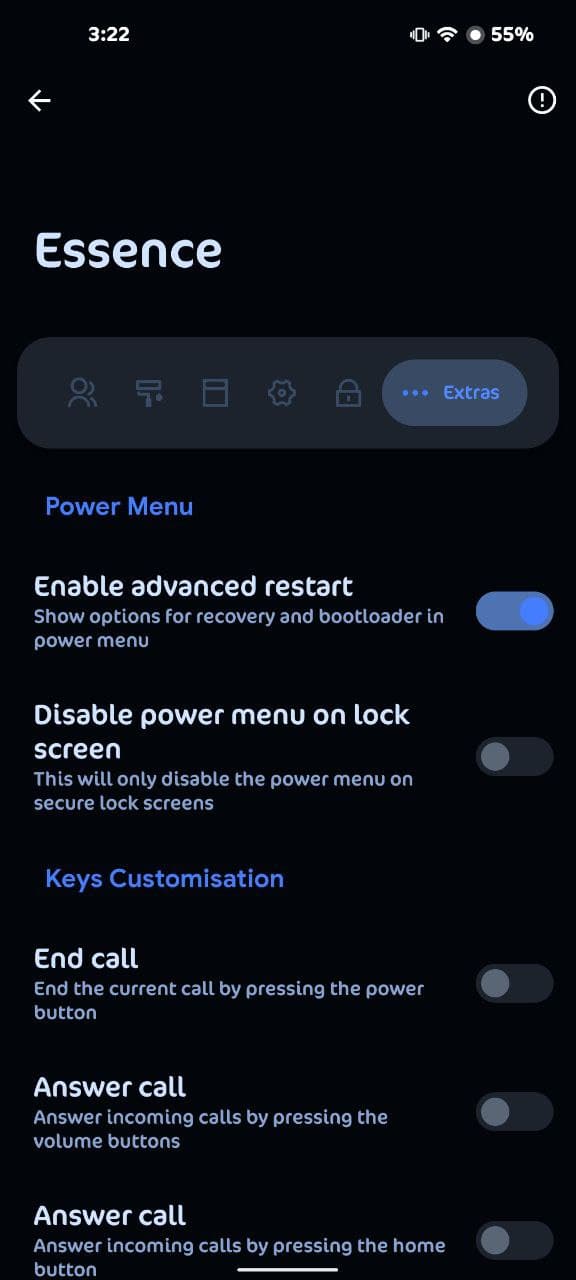 3:22
55%
Essence
Extras
Power Menu
Enable advanced restart
Show options for recovery and bootloader in
power menu
Disable power menu on lock
screen
This will only disable the power menu on
secure lock screens
Keys Customisation
End call
End the current call by pressing the power
button
Answer call
Answer incoming calls by pressing the
volume buttons
Answer call
Answer incoming calls by pressing the home
button